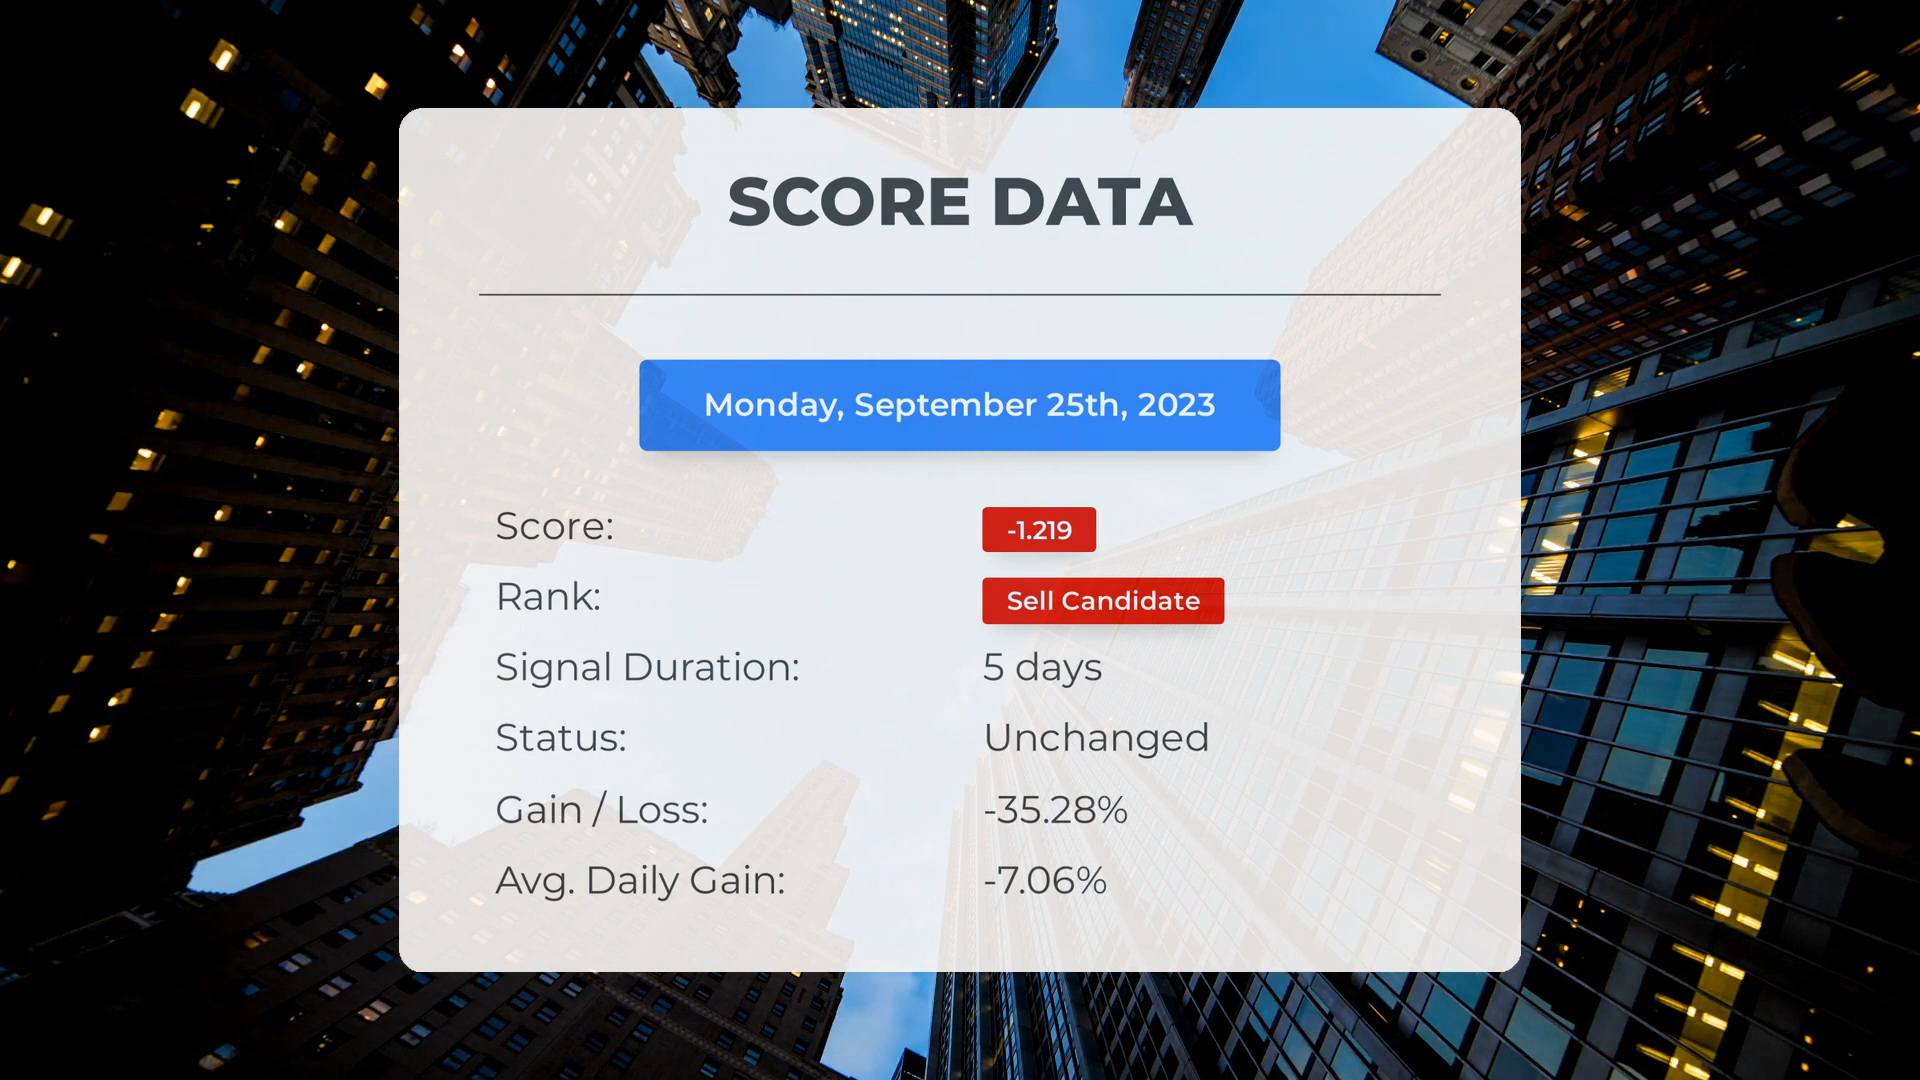 SCORE DATA
Monday, September 25th, 2023
Score: -1.219
Rank: Sell Candidate
Signal Duration: 5 days
Status: Unchanged
Gain / Loss: -35.28%
Avg. Daily Gain: -7.06%